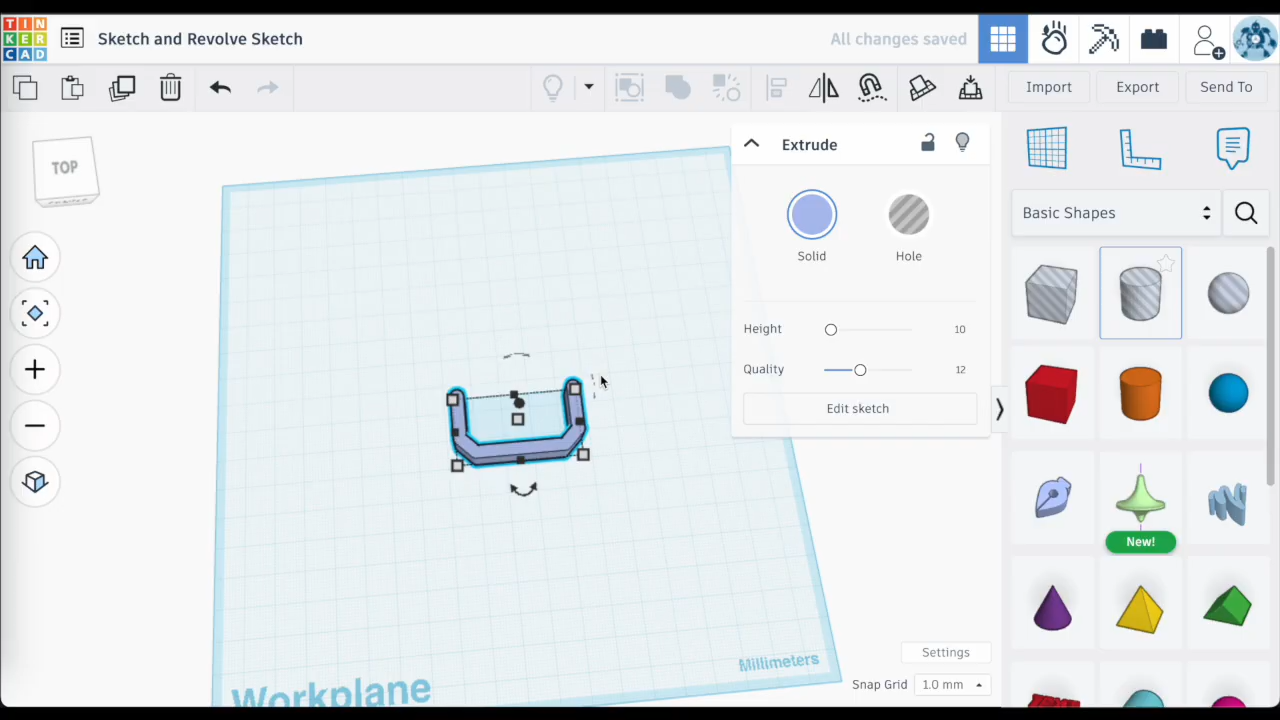 TIN
KER
CAD
Sketch and Revolve Sketch
All changes saved
Import
Export
Send To
TOP
Extrude
Solid
Hole
Height
10
Quality
12
Edit sketch
Basic Shapes
New!
Workplane
Millimeters
Settings
Snap Grid
1.0 mm